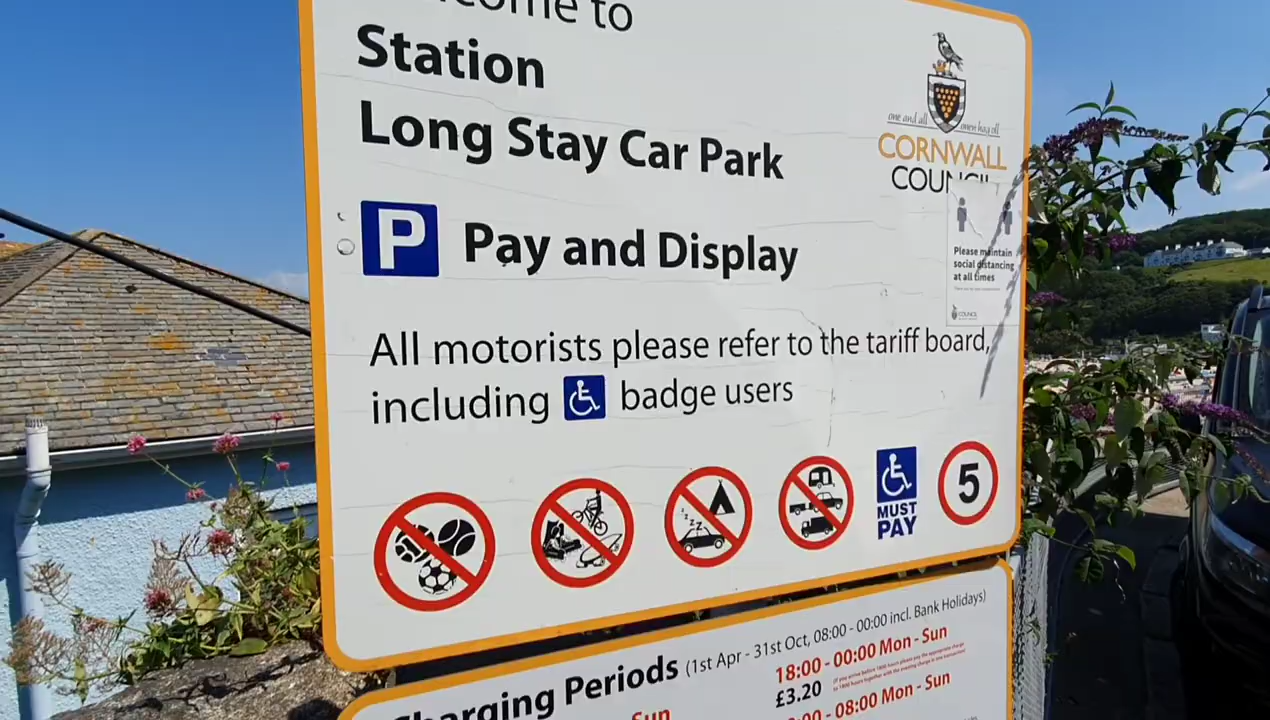 to
Station
Long Stay Car Park
one and all onen hag oll
CORNWALL
COUNCIL
P Pay and Display
Please maintain
social distancing
at all times
COUNCIL
All motorists please refer to the tariff board,
including badge users
z z z z
MUST
PAY
5
Charging Periods (1st Apr - 31st Oct, 08:00 - 00:00 incl. Bank Holidays)
18:00 - 00:00 Mon - Sun
£3.20
Sun
08:00 Mon - Sun